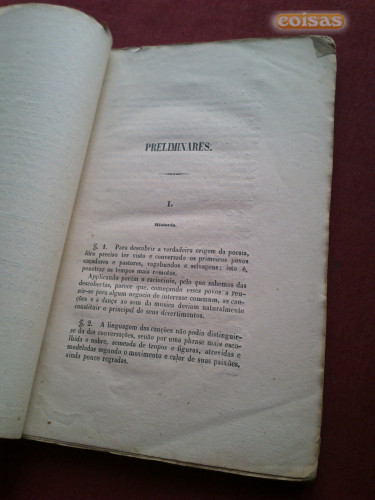 coisas
PRELIMINARES.
I.
Historia.
§. 1. Para descobrir a verdadeira origem da poesia,
fôra preciso ter visto e conversado os primeiros povos
caçadores e pastores, vagabundos e selvagens; isto é,
penetrar os tempos mais remotos.
Applicando porém o raciocinio, pelo que sabemos das
descobertas, parece que, começando esses povos a reu-
nir-se para algum negocio de interesse commum, as can-
ções e a dança ao som da musica deviam naturalmente
constituir o principal de seus divertimentos.
§. 2. A linguagem das canções não podia distinguir-
se da das conversações, senão por uma phrase mais esco-
lhida e nobre, semeada de tropos e figuras, atrevidas e
modeladas segundo o movimento e calor de suas paixões,
ainda pouco regradas.